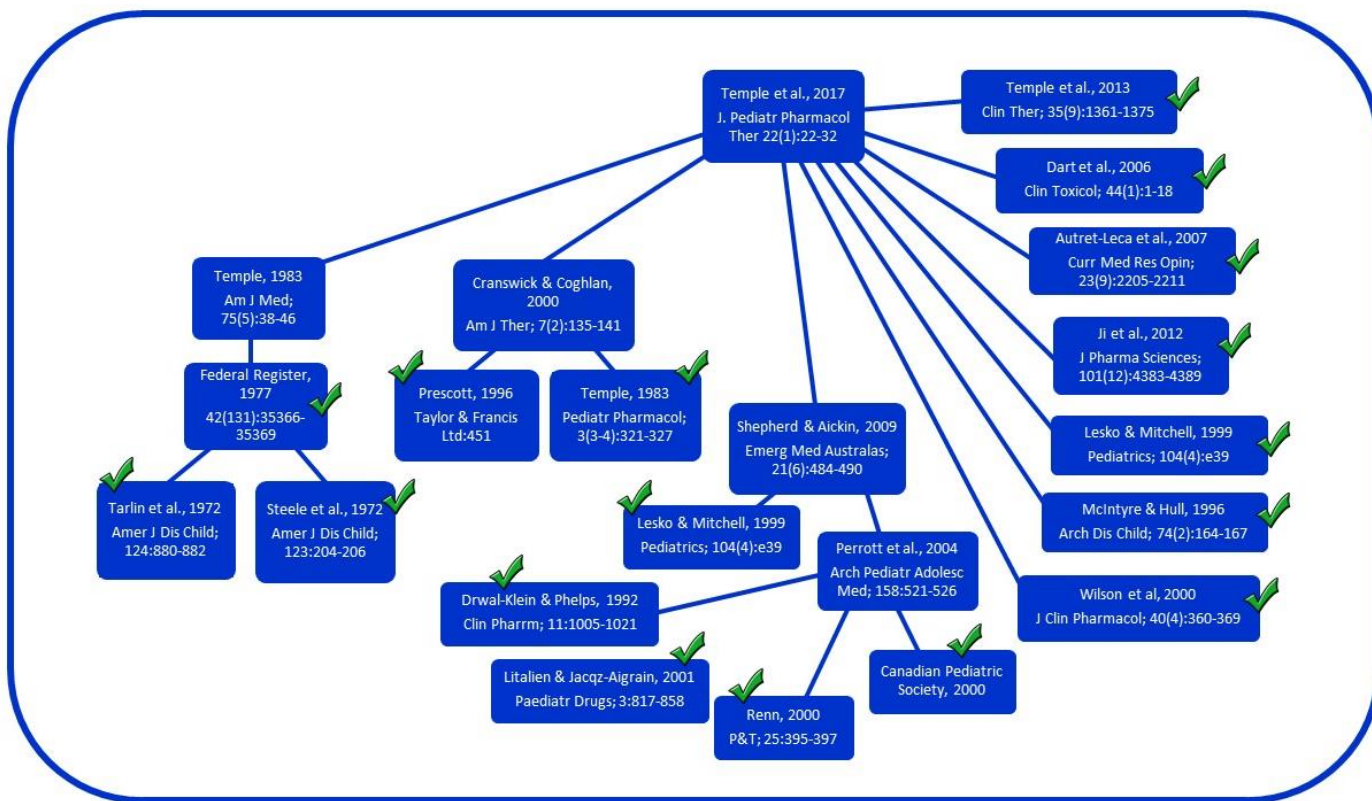 Temple et al., 2017
J. Pediatr Pharmacol
Ther 22(1):22-32
Temple et al., 2013
Clin Ther; 35(9):1361-1375
Dart et al., 2006
Clin Toxicol; 44(1):1-18
Autret-Leca et al., 2007
Curr Med Res Opin;
23(9):2205-2211
Temple, 1983
Am J Med;
75(5):38-46
Cranswick & Coghlan,
2000
Am J Ther; 7(2):135-141
Ji et al., 2012
J Pharma Sciences;
101(12):4383-4389
Federal Register,
1977
42(131):35366-
35369
Prescott, 1996
Taylor & Francis
Ltd:451
Temple, 1983
Pediatr Pharmacol;
3(3-4):321-327
Shepherd & Aickin, 2009
Emerg Med Australas;
21(6):484-490
Lesko & Mitchell, 1999
Pediatrics; 104(4):e39
Tarlin et al., 1972
Amer J Dis Child;
124:880-882
Steele et al., 1972
Amer J Dis Child;
123:204-206
Lesko & Mitchell, 1999
Pediatrics; 104(4):e39
McIntyre & Hull, 1996
Arch Dis Child; 74(2):164-167
Perrott et al., 2004
Arch Pediatr Adolesc
Med; 158:521-526
Drwal-Klein & Phelps, 1992
Clin Pharrm; 11:1005-1021
Wilson et al, 2000
J Clin Pharmacol; 40(4):360-369
Litalien & Jacqz-Aigrain, 2001
Paediatr Drugs; 3:817-858
Canadian Pediatric
Society, 2000
Renn, 2000
P&T; 25:395-397